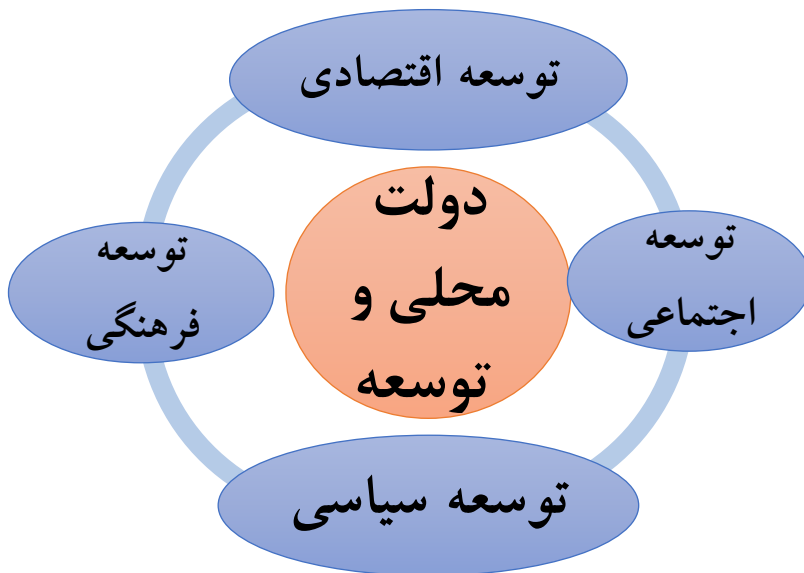 توسعه اقتصادی
دولت
محلی و
توسعه
توسعه
اجتماعی
توسعه سیاسی
توسعه
فرهنگی